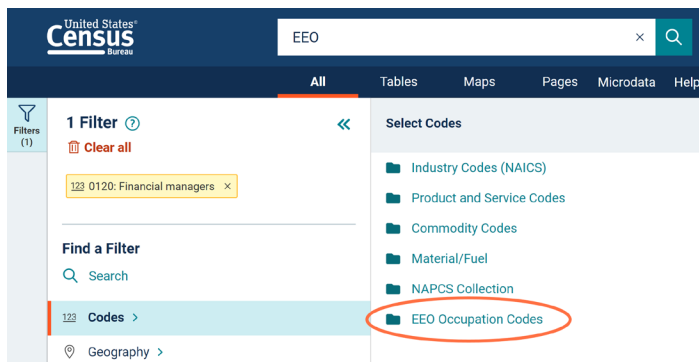 United States®
Census
Bureau
EEO ×
All Tables Maps Pages Microdata Help
Filters
(1)
1 Filter ? «
Clear all
123 0120: Financial managers ×
Find a Filter
Search
123 Codes >
Geography >
Select Codes
Industry Codes (NAICS)
Product and Service Codes
Commodity Codes
Material/Fuel
NAPCS Collection
EEO Occupation Codes